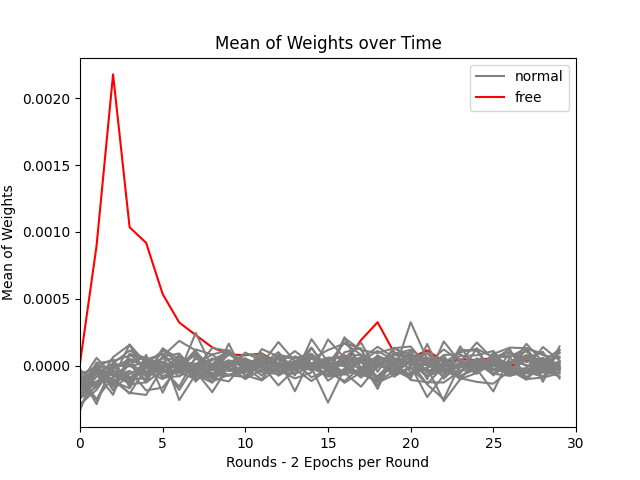 Mean of Weights over Time
normal
free
Mean of Weights
0.0020
0.0015
0.0010
0.0005
0.0000
0
5
10
15
20
25
30
Rounds - 2 Epochs per Round